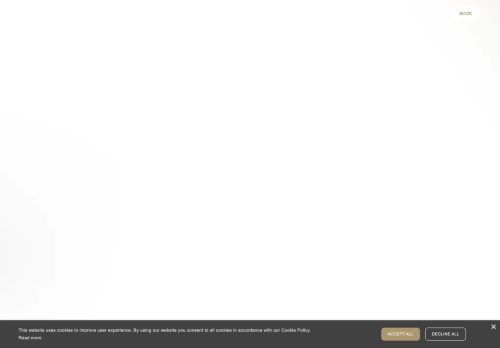 BOOK
This website uses cookies to improve user experience. By using our website you consent to all cookies in accordance with our Cookie Policy.
Read more
ACCEPT ALL
DECLINE ALL
×